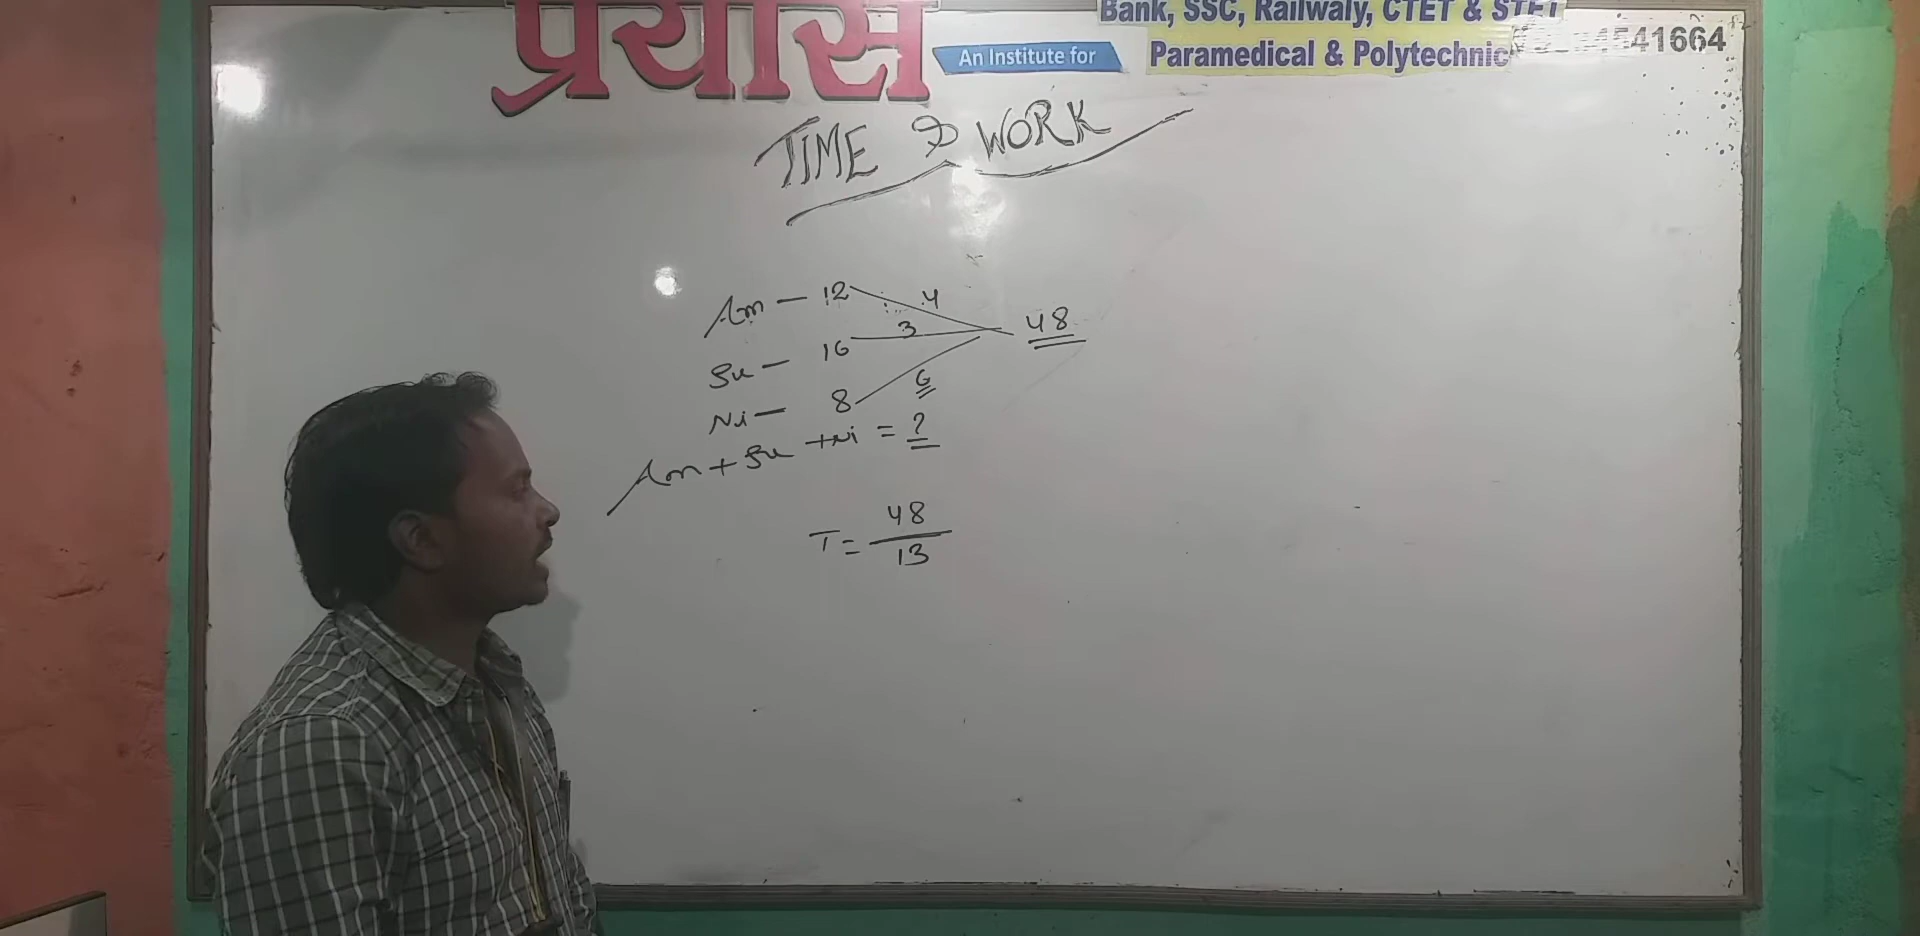 प्रयास
An Institute for
Bank, SSC, Railwaly, CTET & STET
Paramedical & Polytechnic
41664
TIME & WORK
Am — 12 4
Su — 16 3 48
Ni — 8 6
Am + Su + Ni = ?
T = 48
13